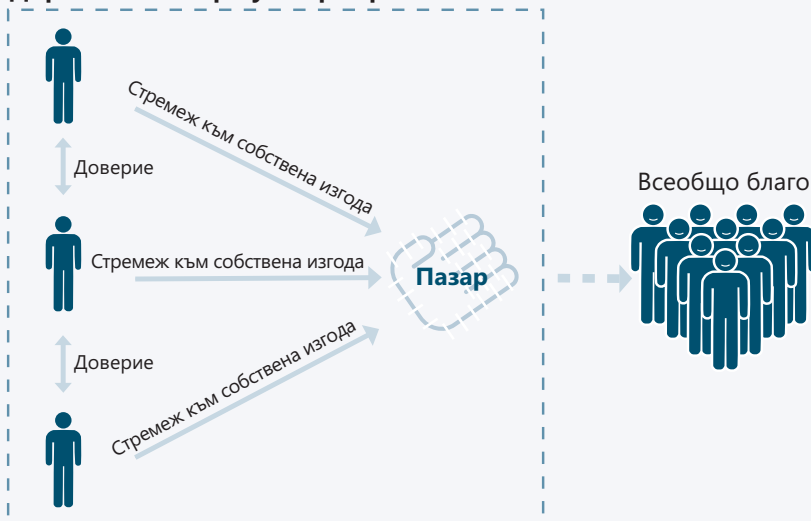 Стремеж към собствена изгода
Доверие
Всеобщо благо
Стремеж към собствена изгода
Пазар
Доверие
Стремеж към собствена изгода